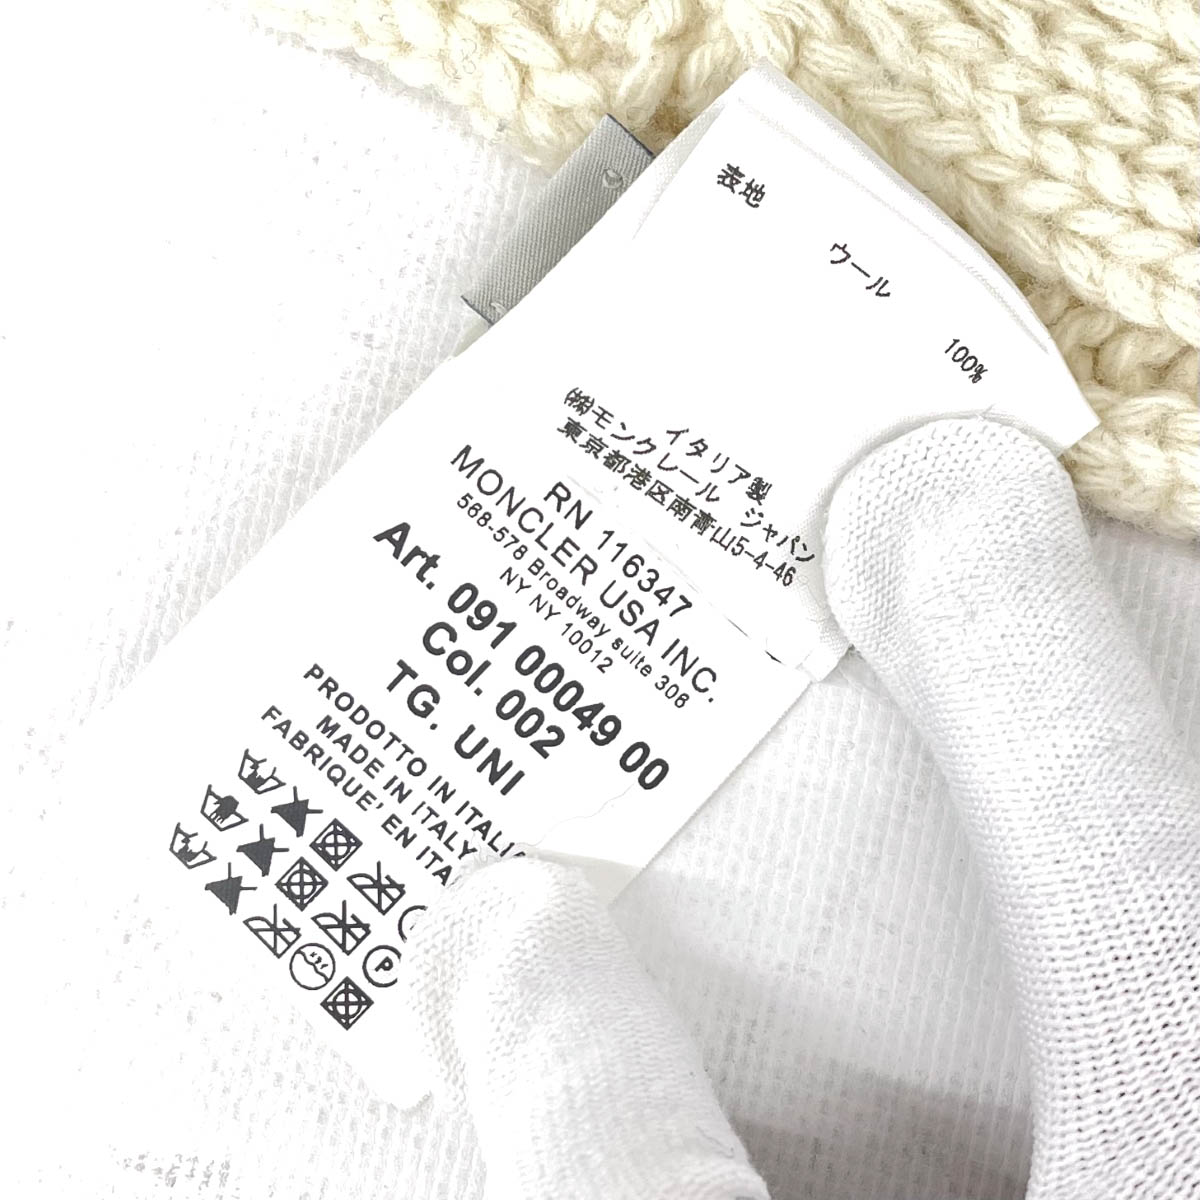 表地
ウール
100%
イタリア製
㈱モンクレール ジャパン
東京都港区南青山5-4-46
RN 116347
MONCLER USA INC.
568-578 Broadway suite 306
NY NY 10012
Art. 091 00049 00
Col. 002
TG. UNI
PRODOTTO IN ITALI
MADE IN ITALY
FABRIQUE' EN ITA
P